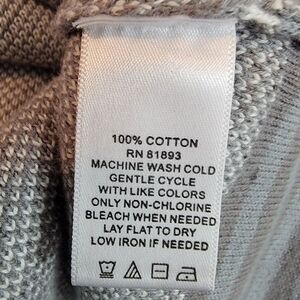 100% COTTON
RN 81893
MACHINE WASH COLD
GENTLE CYCLE
WITH LIKE COLORS
ONLY NON-CHLORINE
BLEACH WHEN NEEDED
LAY FLAT TO DRY
LOW IRON IF NEEDED